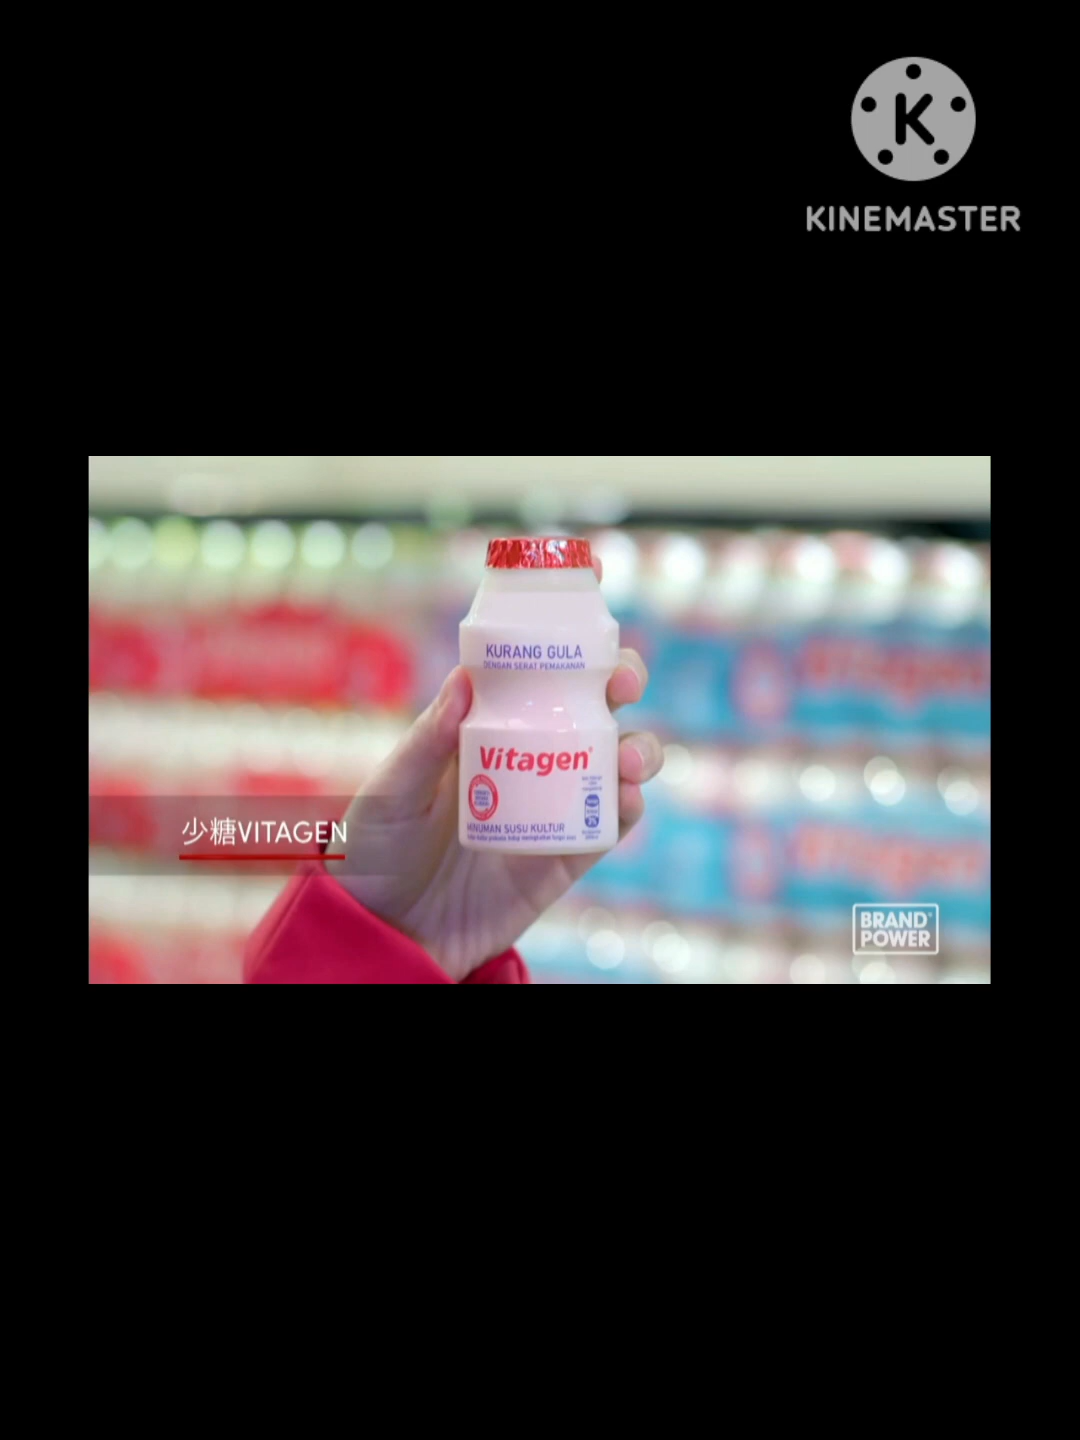 KINEMASTER
KURANG GULA
DENGAN SERAT PEMAKANAN
Vitagen®
MINUMAN SUSU KULTUR
少糖VITAGEN
BRAND POWER